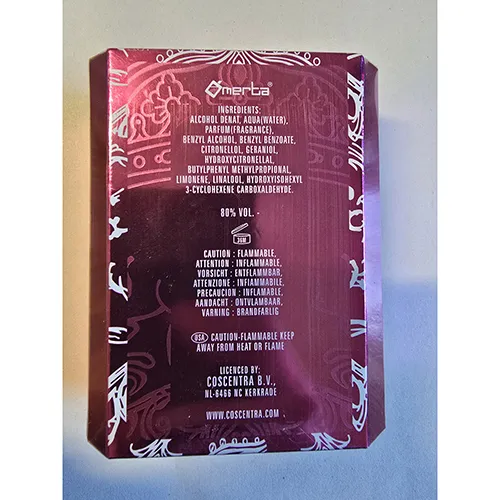 Omerta®
INGREDIENTS:
ALCOHOL DENAT, AQUA(WATER),
PARFUM(FRAGRANCE),
BENZYL ALCOHOL, BENZYL BENZOATE,
CITRONELLOL, GERANIOL,
HYDROXYCITRONELLAL,
BUTYLPRENYL METHYLPROPIONAL,
LIMONENE, LINALOOL, HYDROXYISOHEXYL
3-CYCLOHEXENE CARBOXALDEHYDE.
80% VOL. -
36M
CAUTION : FLAMMABLE,
ATTENTION : INFLAMMABLE,
VORSICHT : ENTFLAMMBAR,
ATTENZIONE : INFIAMMABILE,
PRECAUCION : INFLAMABLE,
AANDACHT : ONTVLAMBAAR,
VARNING : BRANDFARLIG
USA CAUTION-FLAMMABLE KEEP
AWAY FROM HEAT OR FLAME
LICENCED BY:
COSCENTRA B.V.,
NL-6466 NC KERKRADE
WWW.COSCENTRA.COM